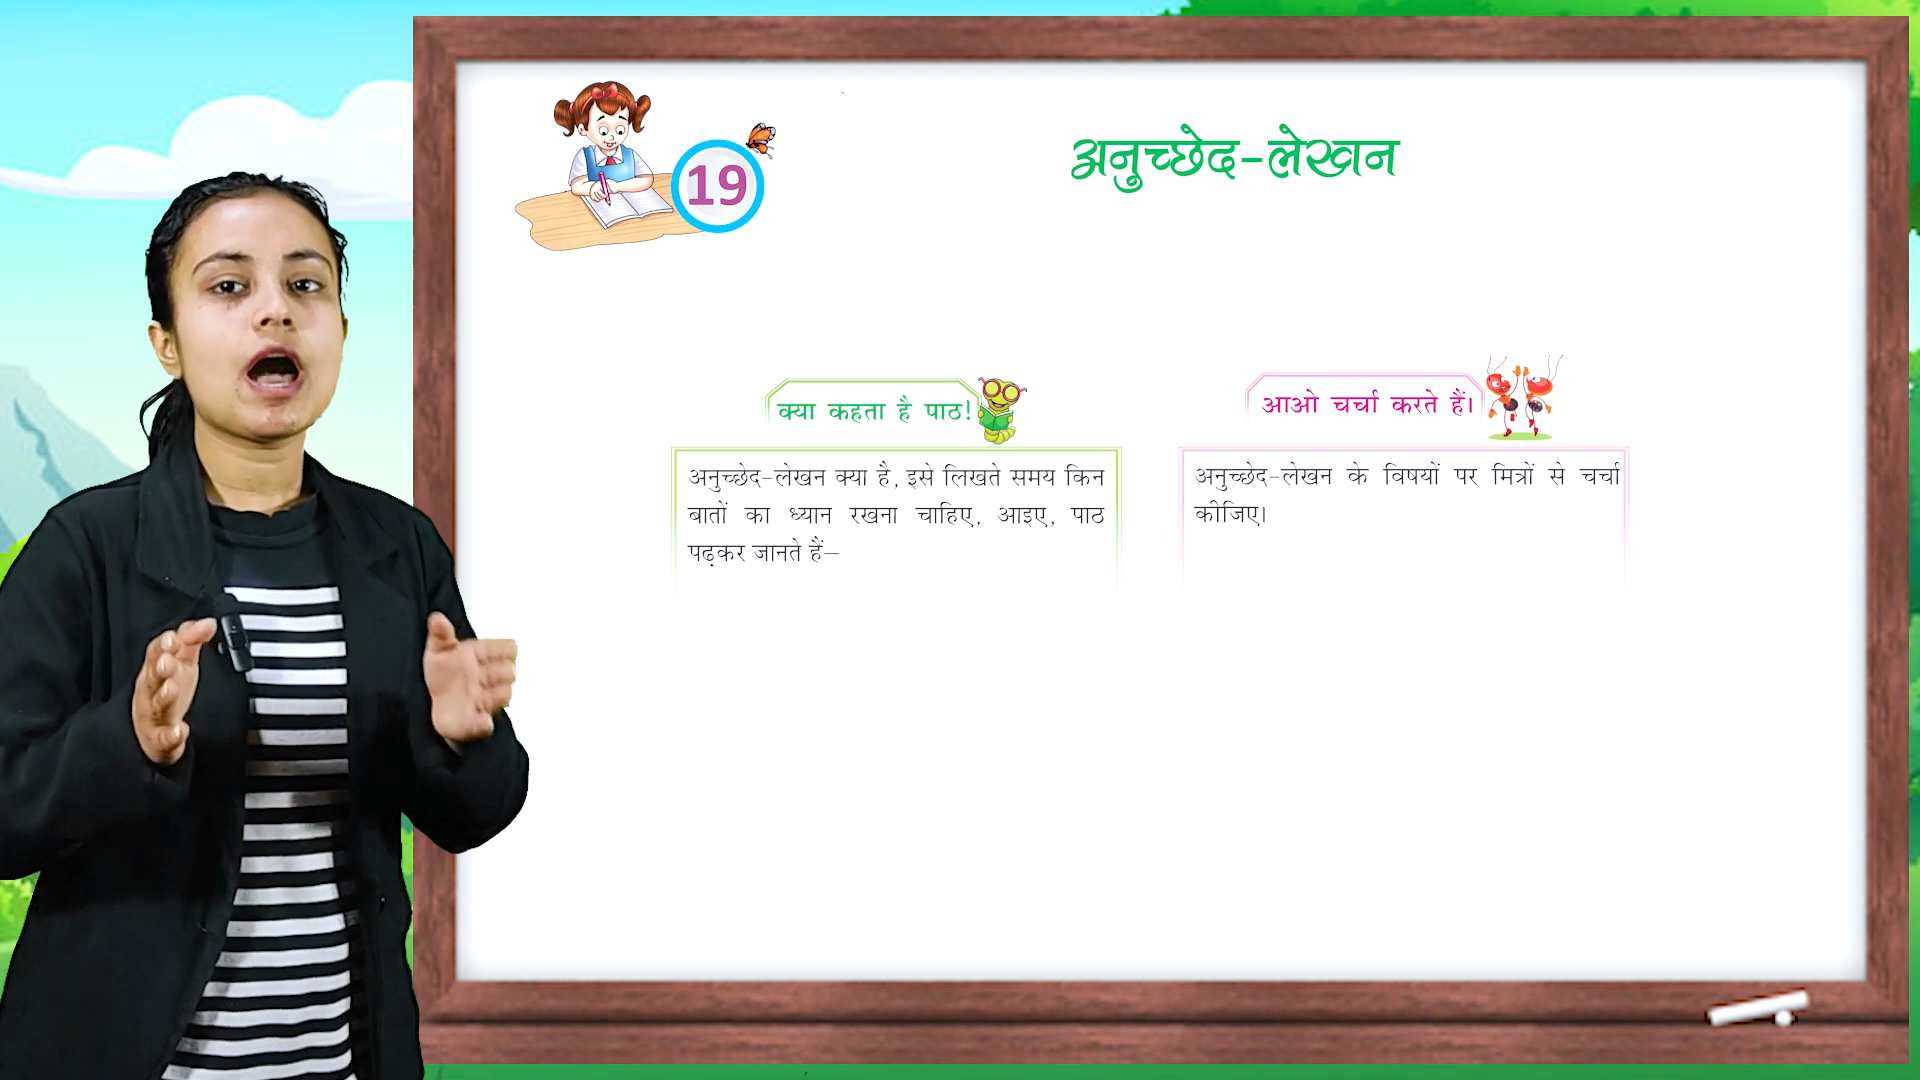 19
अनुच्छेद-लेखन
क्या कहता है पाठ!
अनुच्छेद-लेखन क्या है, इसे लिखते समय किन
बातों का ध्यान रखना चाहिए, आइए, पाठ
पढ़कर जानते हैं–
आओ चर्चा करते हैं।
अनुच्छेद-लेखन के विषयों पर मित्रों से चर्चा
कीजिए।